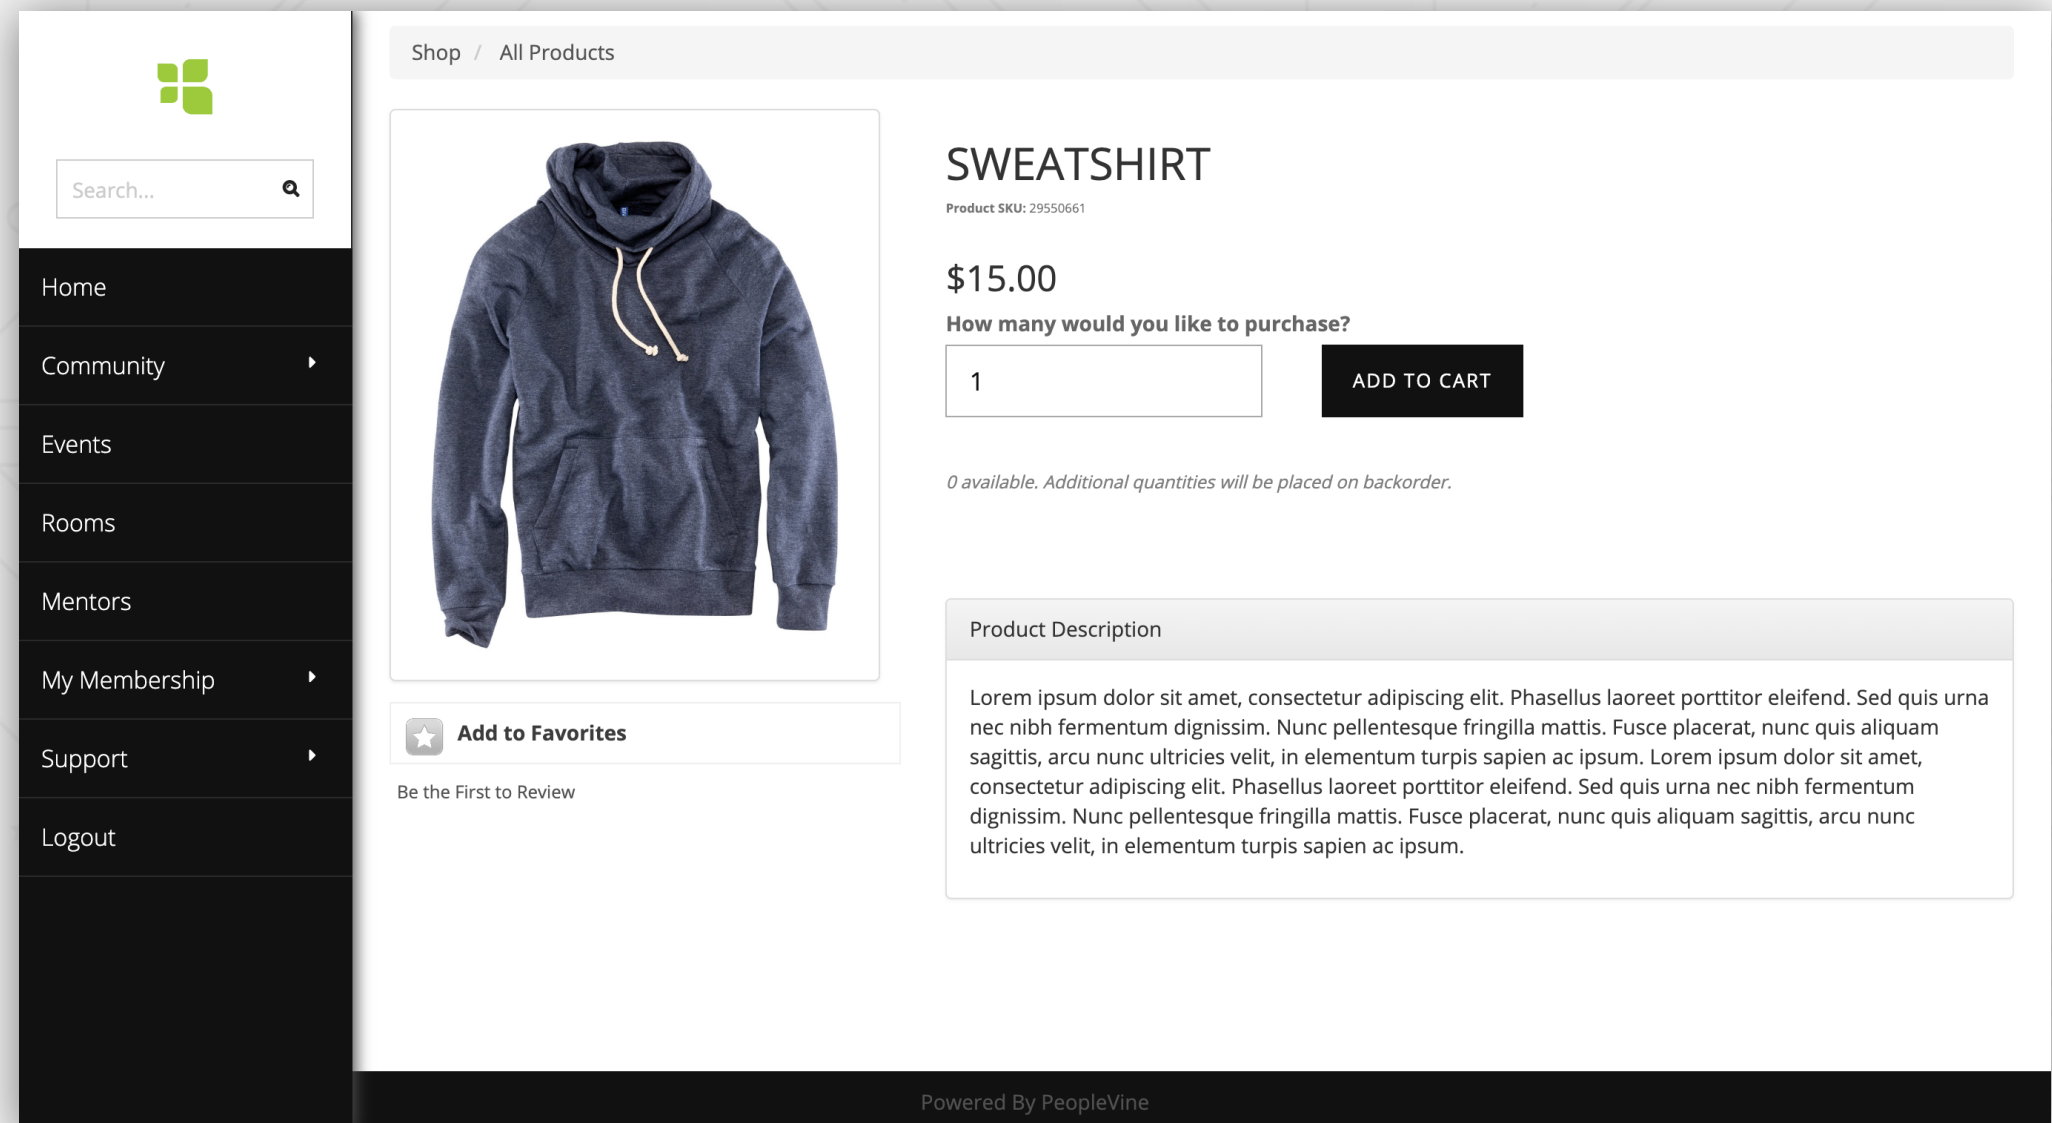 Search...
Home
Community
Events
Rooms
Mentors
My Membership
Support
Logout
Shop / All Products
Add to Favorites
Be the First to Review
SWEATSHIRT
Product SKU: 29550661
$15.00
How many would you like to purchase?
1
ADD TO CART
0 available. Additional quantities will be placed on backorder.
Product Description
Lorem ipsum dolor sit amet, consectetur adipiscing elit. Phasellus laoreet porttitor eleifend. Sed quis urna
nec nibh fermentum dignissim. Nunc pellentesque fringilla mattis. Fusce placerat, nunc quis aliquam
sagittis, arcu nunc ultricies velit, in elementum turpis sapien ac ipsum. Lorem ipsum dolor sit amet,
consectetur adipiscing elit. Phasellus laoreet porttitor eleifend. Sed quis urna nec nibh fermentum
dignissim. Nunc pellentesque fringilla mattis. Fusce placerat, nunc quis aliquam sagittis, arcu nunc
ultricies velit, in elementum turpis sapien ac ipsum.
Powered By PeopleVine